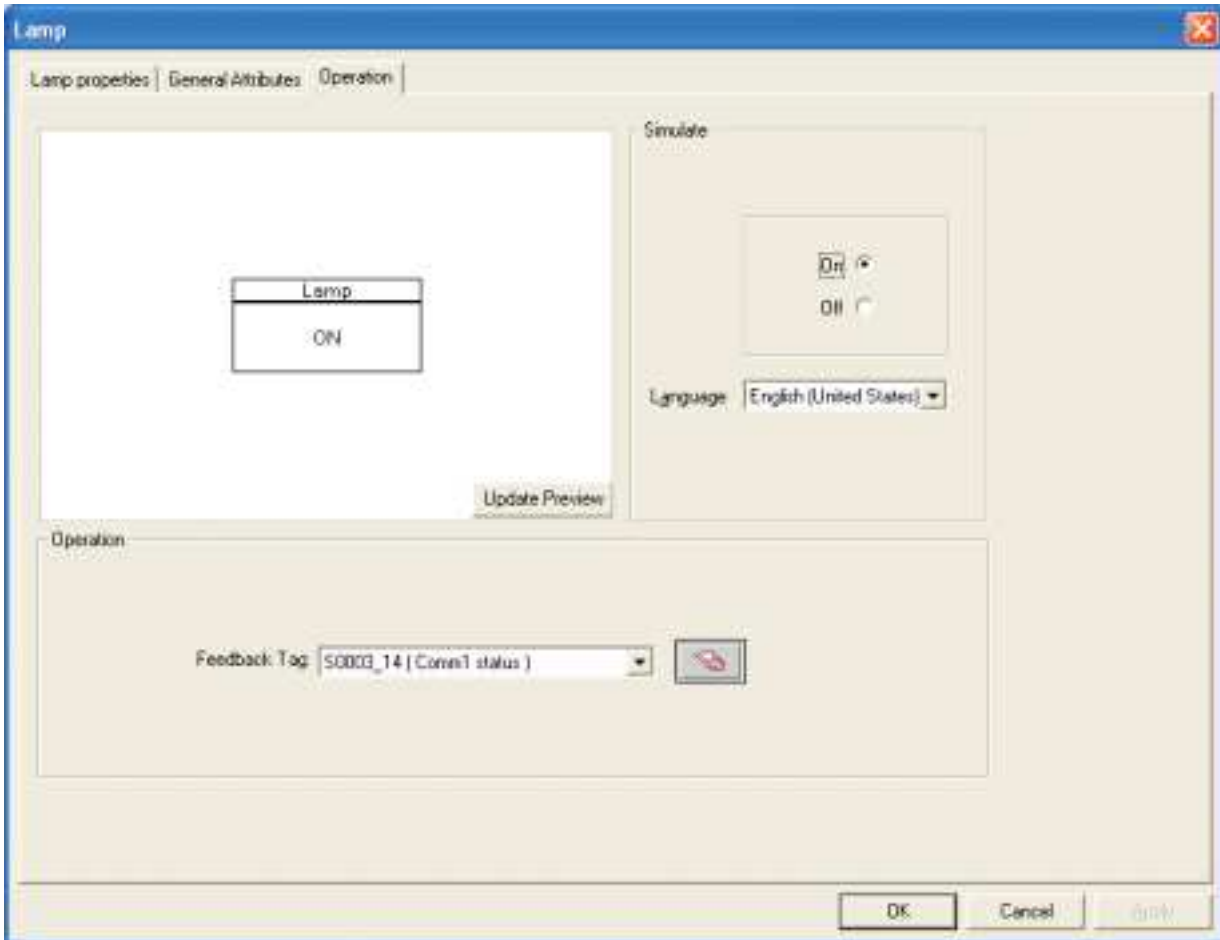 Lamp
Lamp properties General Attributes Operation
Simulate
Lamp
ON
On
Off
Language English (United States)
Update Preview
Operation
Feedback Tag S0003_14 ( Comm1 status )
OK Cancel Apply